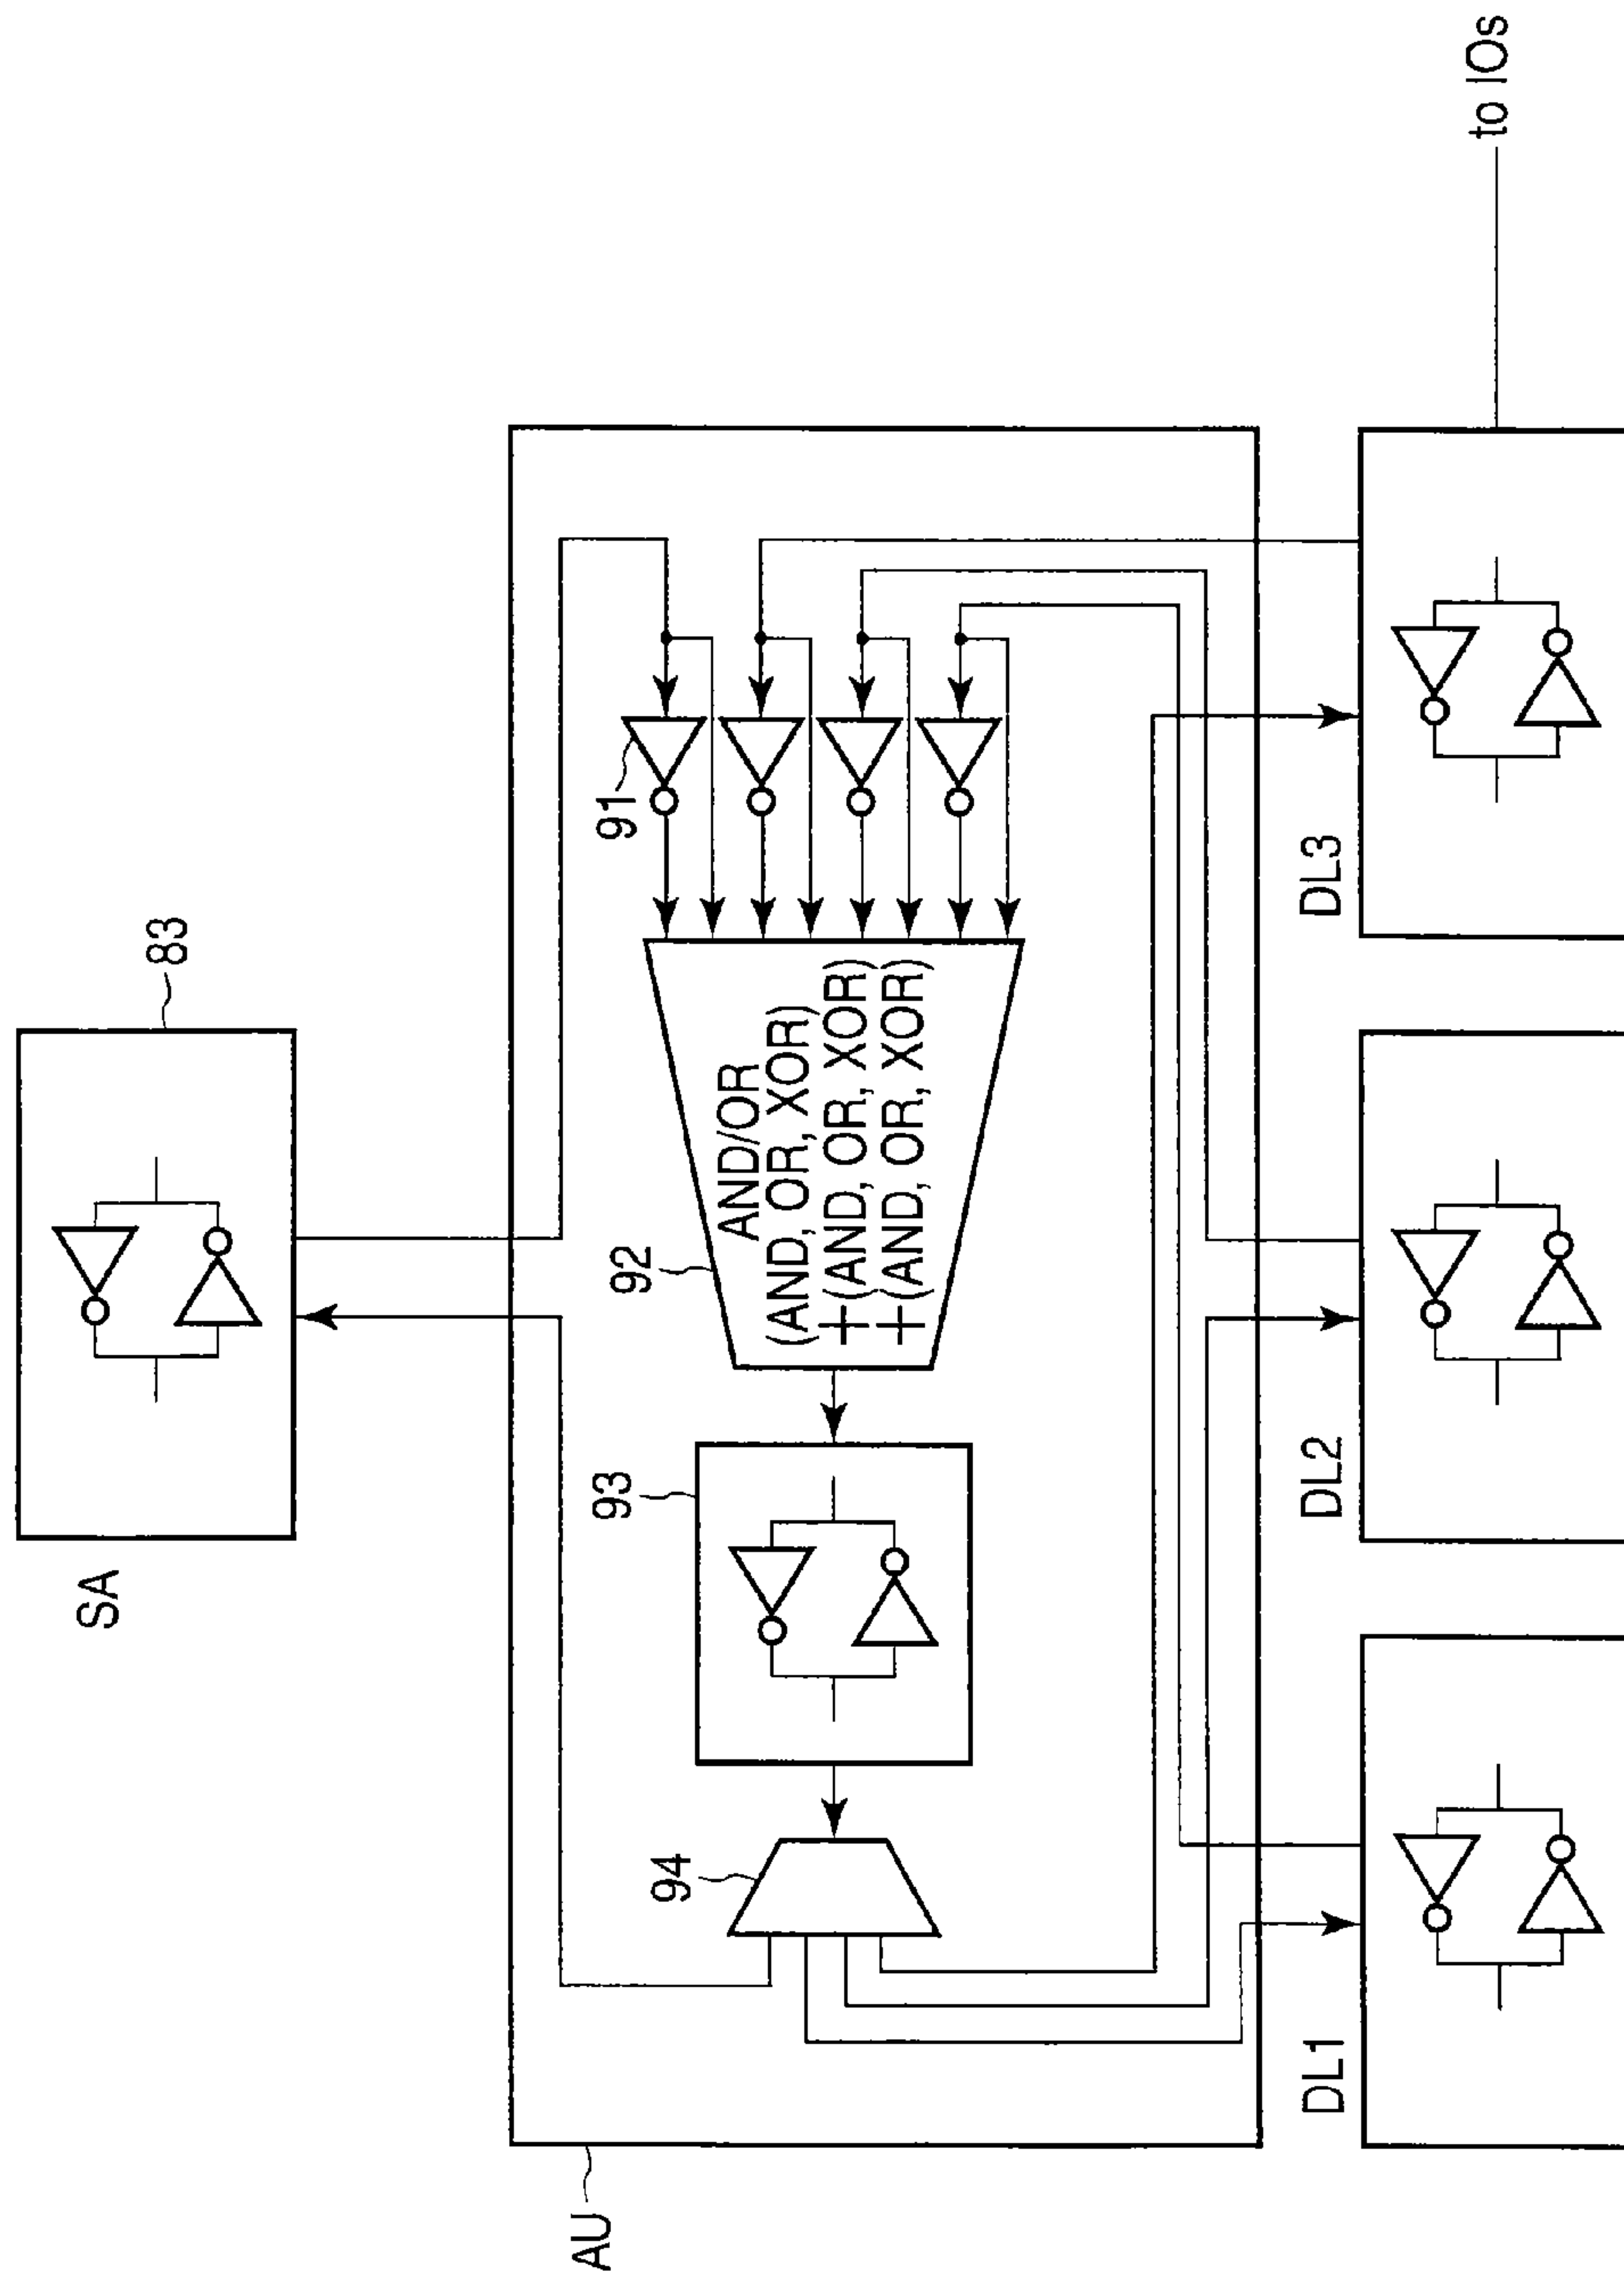 SA
83
AU
94
93
92
91
AND/OR
(AND, OR, XOR)
+(AND, OR, XOR)
+(AND, OR, XOR)
DL1
DL2
DL3
to IOs